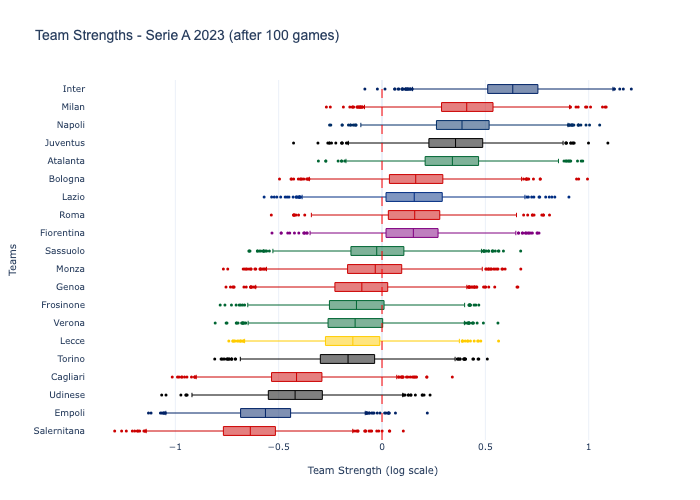 Team Strengths - Serie A 2023 (after 100 games)
Inter
Milan
Napoli
Juventus
Atalanta
Bologna
Lazio
Roma
Fiorentina
Sassuolo
Monza
Genoa
Frosinone
Verona
Lecce
Torino
Cagliari
Udinese
Empoli
Salernitana
Teams
−1 −0.5 0 0.5 1
Team Strength (log scale)